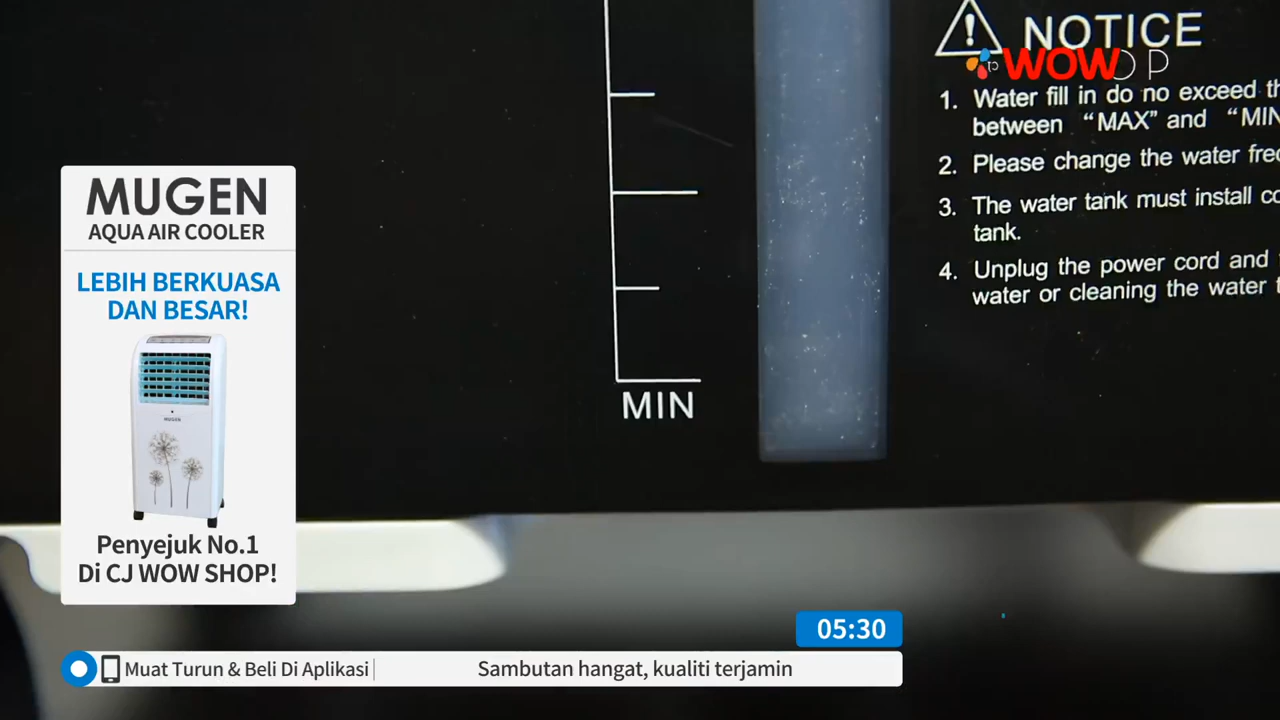 NOTICE
CJ WOW SHOP
1. Water fill in do no exceed
between “MAX” and “MIN
2. Please change the water
3. The water tank must install
tank.
4. Unplug the power cord and
water or cleaning the water
MIN
MUGEN
AQUA AIR COOLER
LEBIH BERKUASA
DAN BESAR!
MUGEN
Penyejuk No.1
Di CJ WOW SHOP!
05:30
Muat Turun & Beli Di Aplikasi
Sambutan hangat, kualiti terjamin